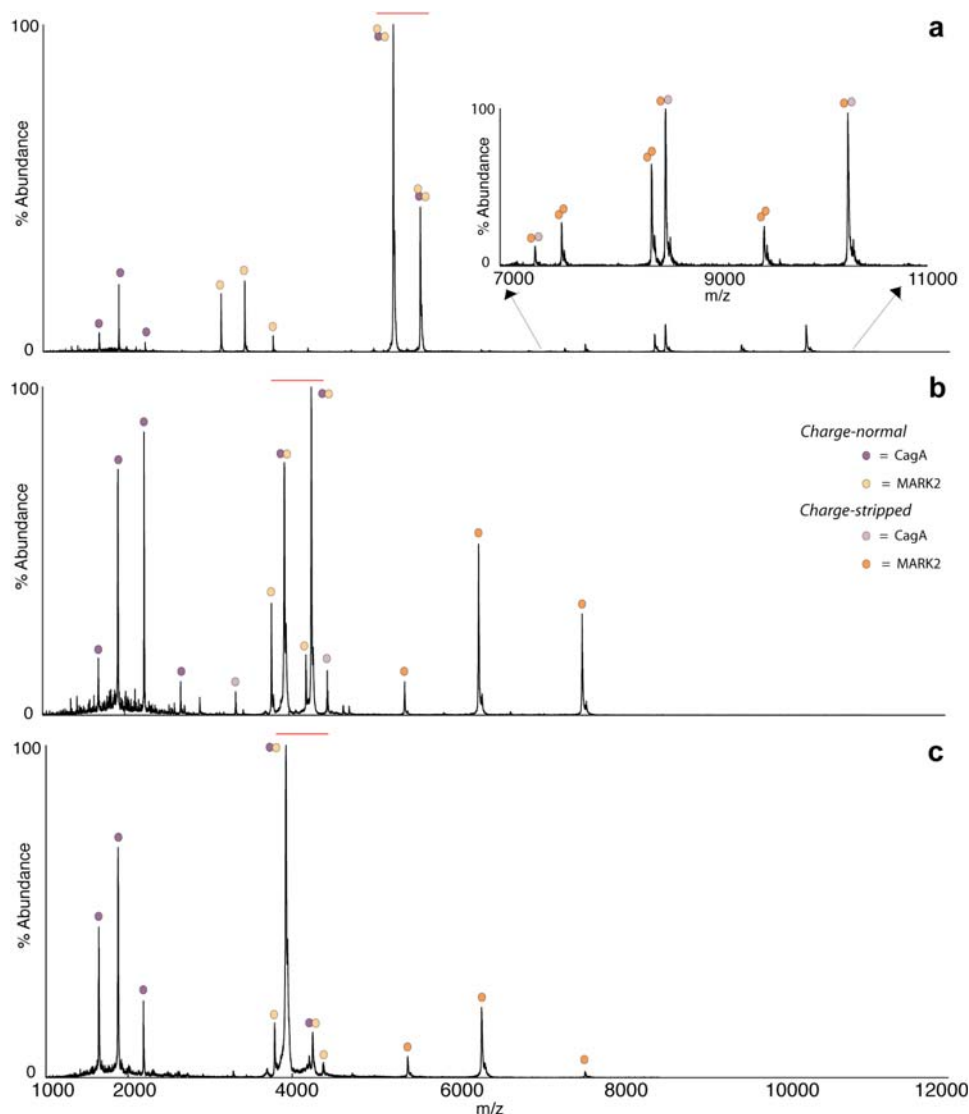 a
100
% Abundance
0
100
% Abundance
0
7000
9000
11000
m/z
b
100
% Abundance
0
Charge-normal
= CagA
= MARK2
Charge-stripped
= CagA
= MARK2
c
100
% Abundance
0
1000 2000 4000 6000 8000 10000 12000
m/z